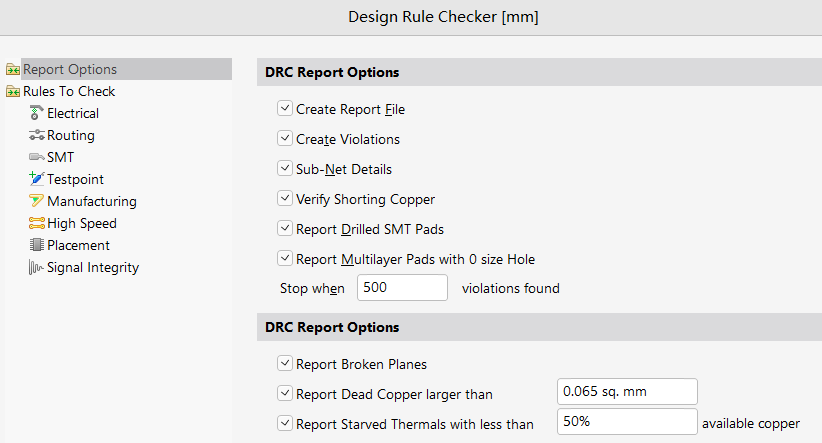 Design Rule Checker [mm]
Report Options
Rules To Check
Electrical
Routing
SMT
Testpoint
Manufacturing
High Speed
Placement
Signal Integrity
DRC Report Options
Create Report File
Create Violations
Sub-Net Details
Verify Shorting Copper
Report Drilled SMT Pads
Report Multilayer Pads with 0 size Hole
Stop when 500 violations found
DRC Report Options
Report Broken Planes
Report Dead Copper larger than 0.065 sq. mm
Report Starved Thermals with less than 50% available copper